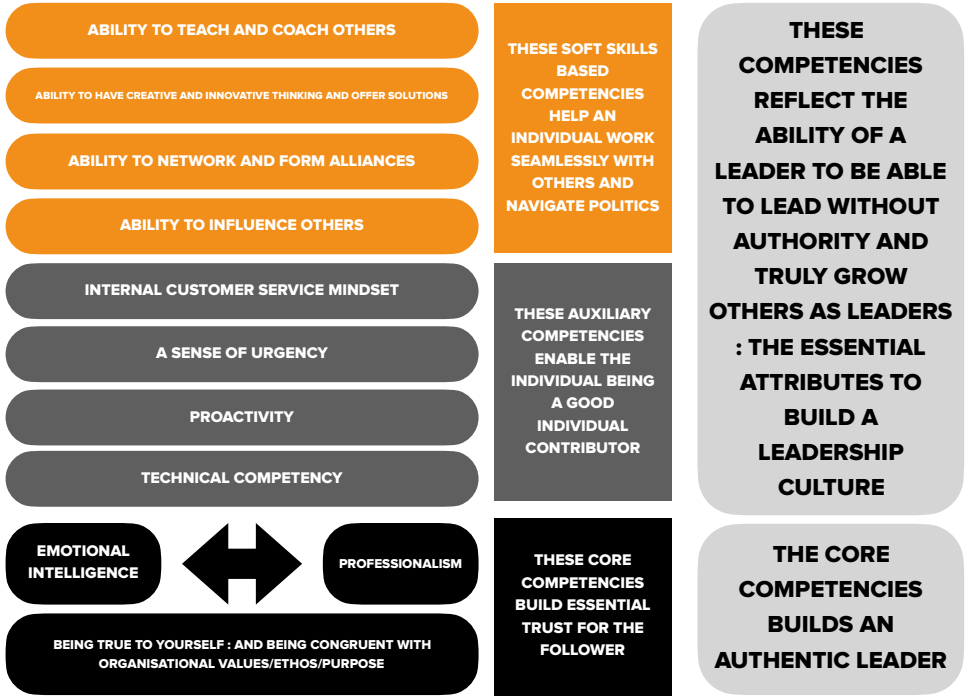 ABILITY TO TEACH AND COACH OTHERS
ABILITY TO HAVE CREATIVE AND INNOVATIVE THINKING AND OFFER SOLUTIONS
ABILITY TO NETWORK AND FORM ALLIANCES
ABILITY TO INFLUENCE OTHERS
THESE SOFT SKILLS
BASED
COMPETENCIES
HELP AN
INDIVIDUAL WORK
SEAMLESSLY WITH
OTHERS AND
NAVIGATE POLITICS
INTERNAL CUSTOMER SERVICE MINDSET
A SENSE OF URGENCY
PROACTIVITY
TECHNICAL COMPETENCY
THESE AUXILIARY
COMPETENCIES
ENABLE THE
INDIVIDUAL BEING
A GOOD
INDIVIDUAL
CONTRIBUTOR
THESE
COMPETENCIES
REFLECT THE
ABILITY OF A
LEADER TO BE ABLE
TO LEAD WITHOUT
AUTHORITY AND
TRULY GROW
OTHERS AS LEADERS
: THE ESSENTIAL
ATTRIBUTES TO
BUILD A
LEADERSHIP
CULTURE
EMOTIONAL
INTELLIGENCE
PROFESSIONALISM
BEING TRUE TO YOURSELF : AND BEING CONGRUENT WITH
ORGANISATIONAL VALUES/ETHOS/PURPOSE
THESE CORE
COMPETENCIES
BUILD ESSENTIAL
TRUST FOR THE
FOLLOWER
THE CORE
COMPETENCIES
BUILDS AN
AUTHENTIC LEADER